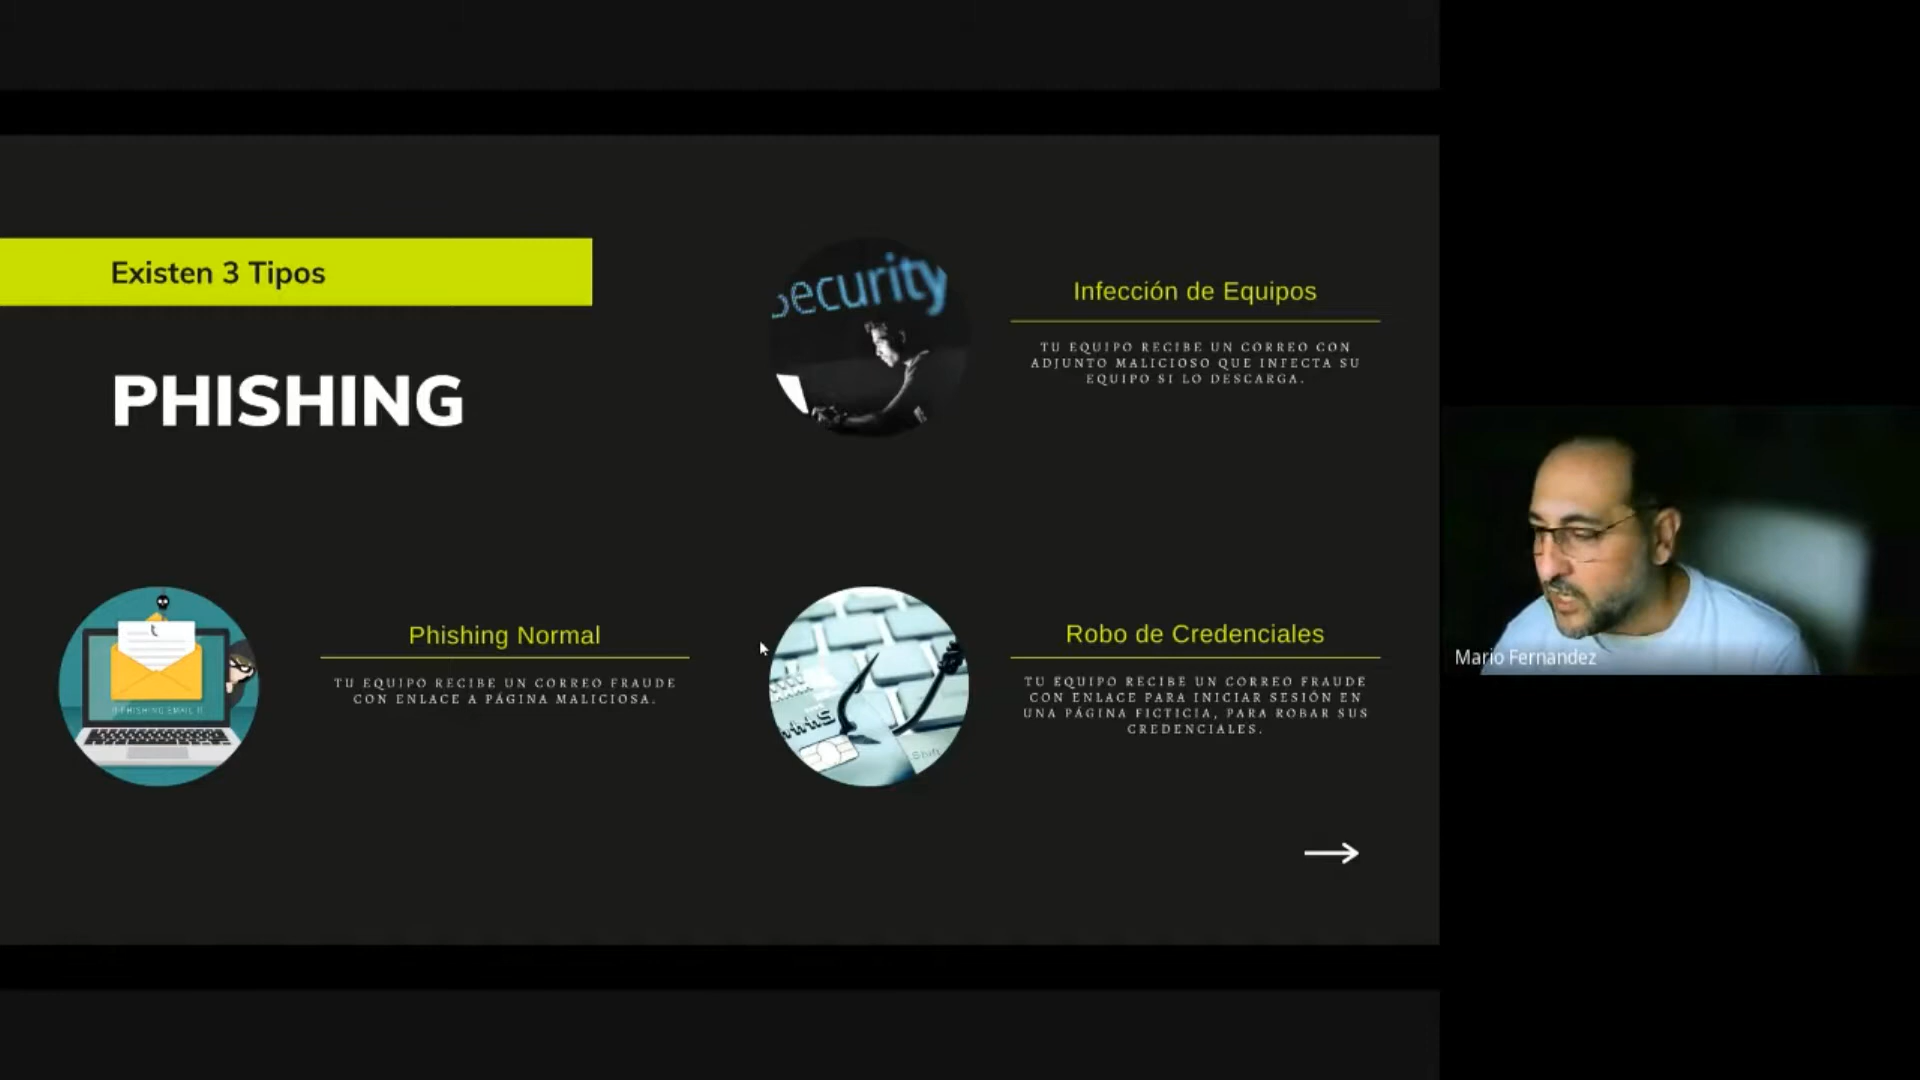 Existen 3 Tipos
PHISHING
Security
Infección de Equipos
TU EQUIPO RECIBE UN CORREO CON
ADJUNTO MALICIOSO QUE INFECTA SU
EQUIPO SI LO DESCARGA.
!! PHISHING EMAIL !!
Phishing Normal
TU EQUIPO RECIBE UN CORREO FRAUDE
CON ENLACE A PÁGINA MALICIOSA.
Shift
Robo de Credenciales
TU EQUIPO RECIBE UN CORREO FRAUDE
CON ENLACE PARA INICIAR SESIÓN EN
UNA PÁGINA FICTICIA, PARA ROBAR SUS
CREDENCIALES.
Mario Fernandez